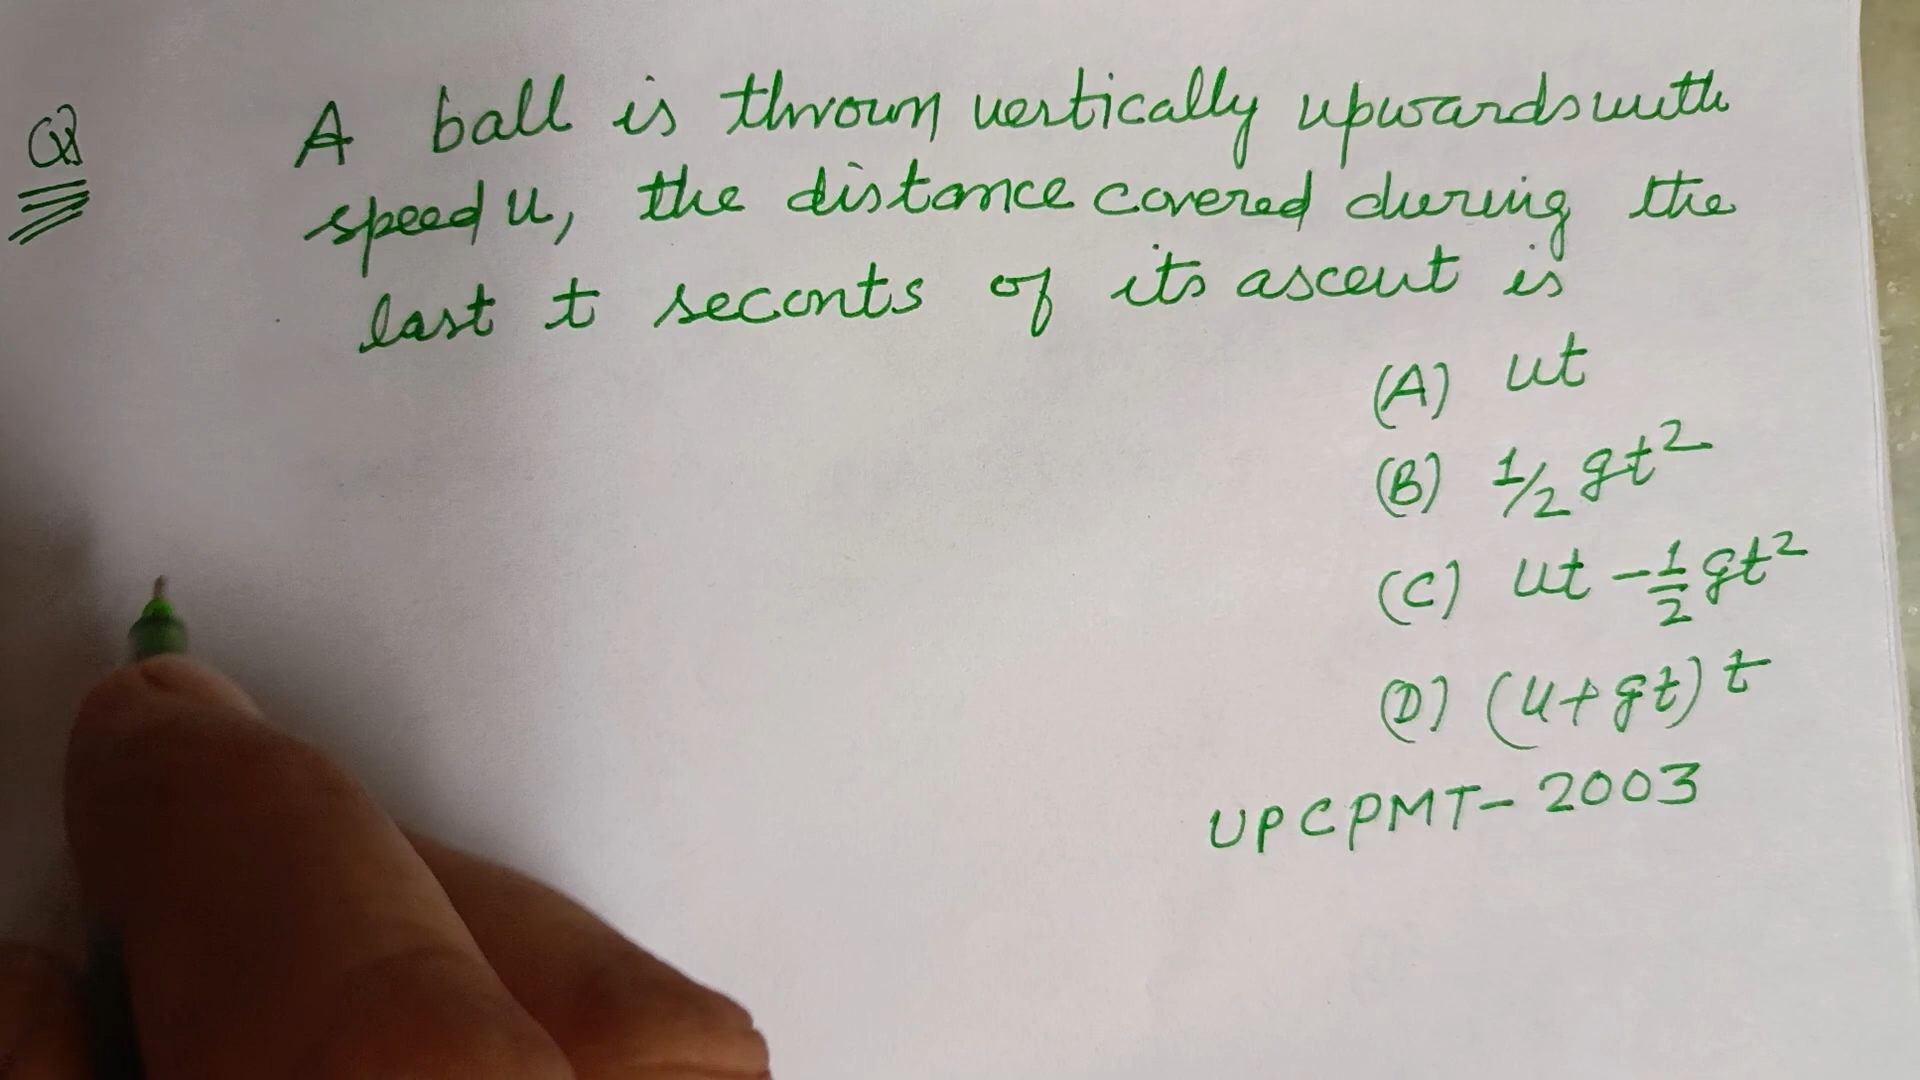 Q A ball is thrown vertically upwards with
speed u, the distance covered during the
last t seconts of its ascent is
(A) ut
(B) 1/2 gt²
(C) ut - 1/2 gt²
(D) (u+gt) t
UPCPMT - 2003